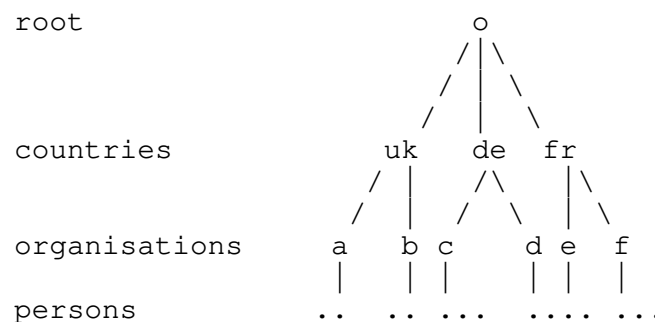 root o
countries uk de fr
organisations a b c d e f
persons .. .. ... .... ...